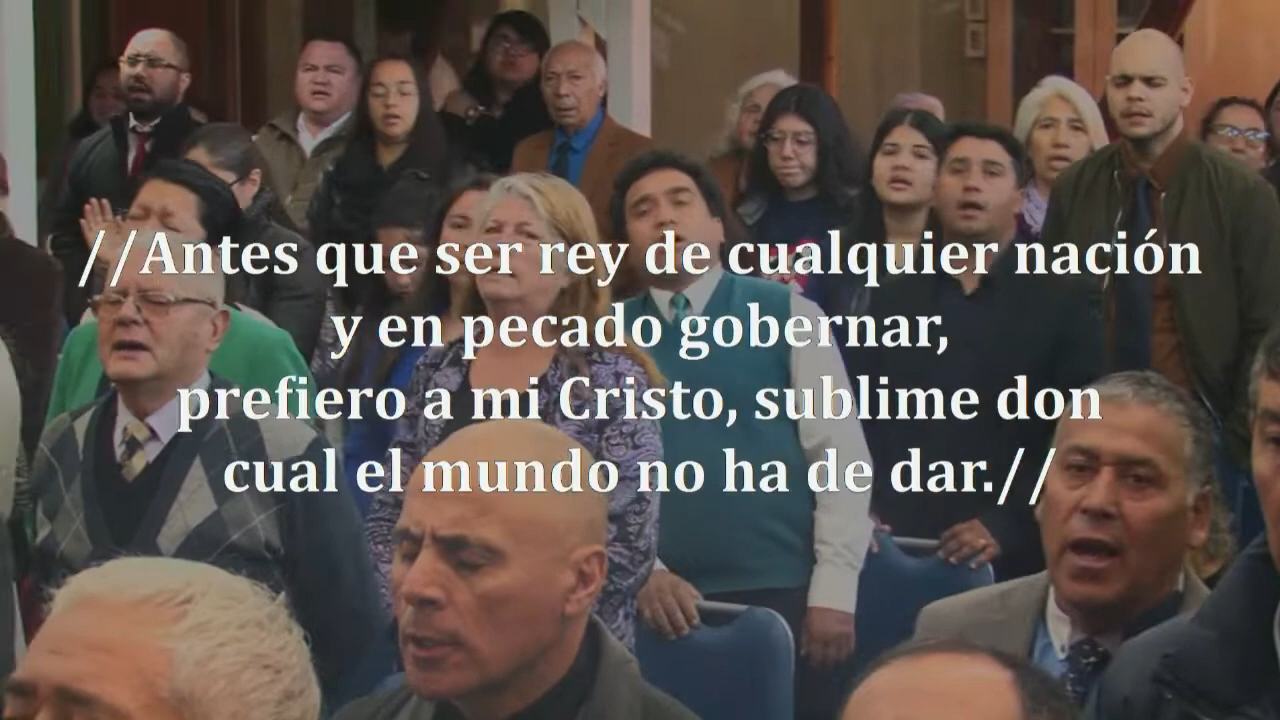 //Antes que ser rey de cualquier nación
y en pecado gobernar,
prefiero a mi Cristo, sublime don
cual el mundo no ha de dar.//